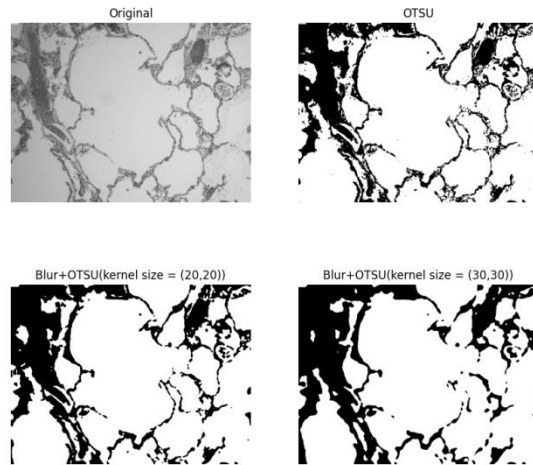 Original
OTSU
Blur+OTSU(kernel size = (20,20))
Blur+OTSU(kernel size = (30,30))